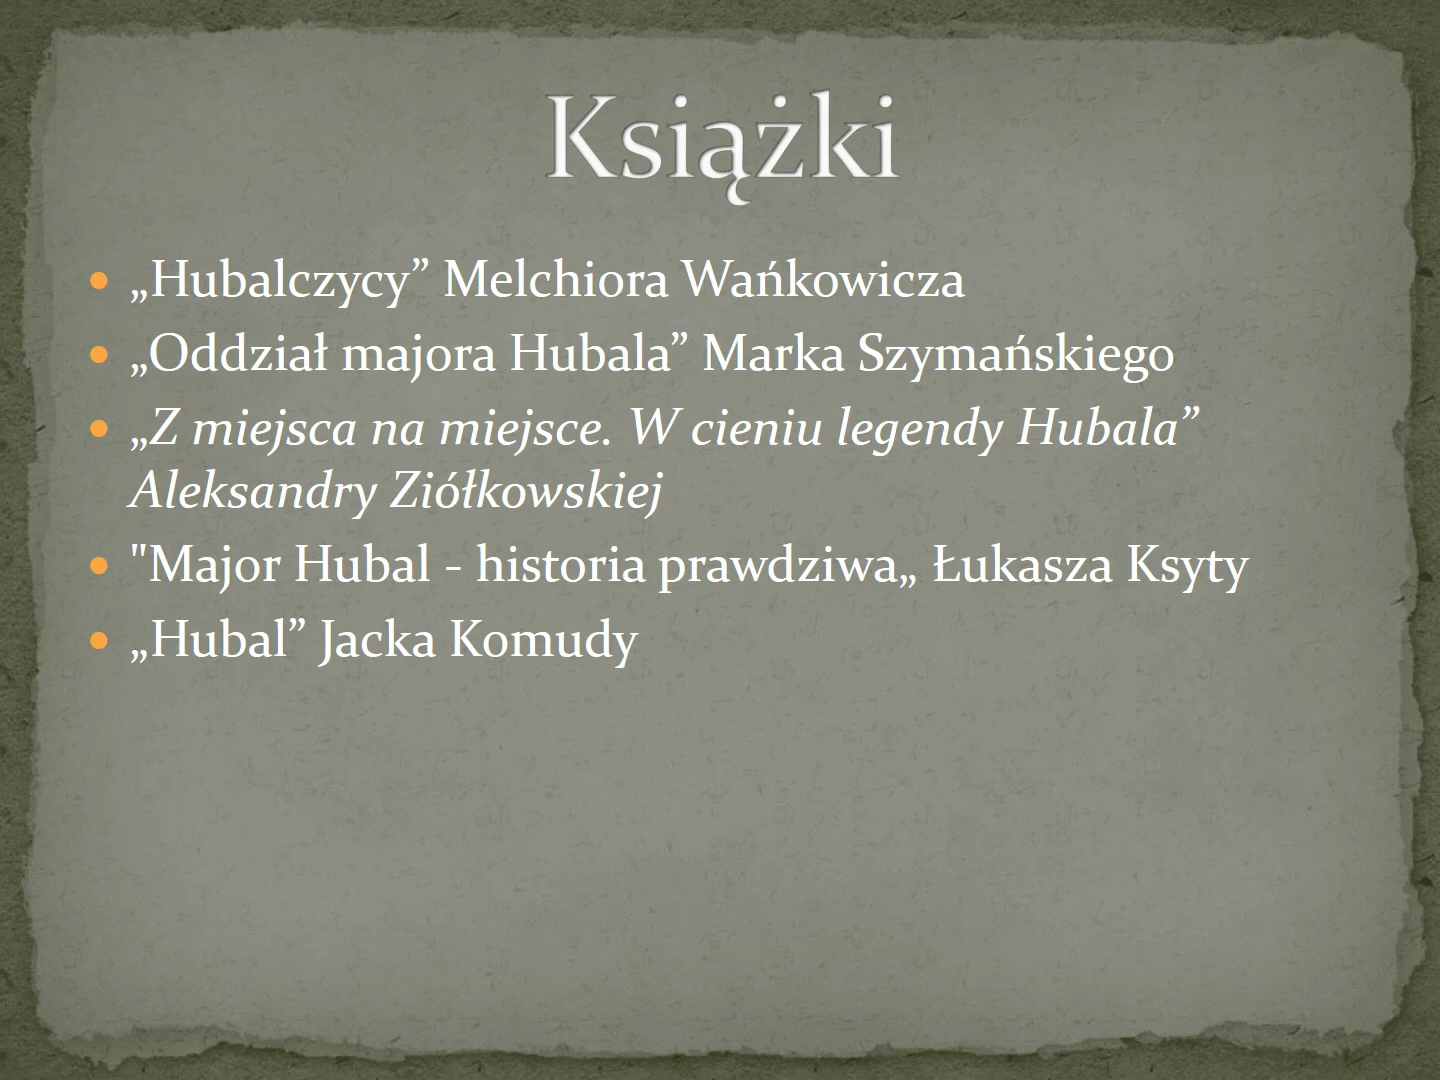 Książki
„Hubalczycy” Melchiora Wańkowicza
„Oddział majora Hubala” Marka Szymańskiego
„Z miejsca na miejsce. W cieniu legendy Hubala”
Aleksandry Ziółkowskiej
"Major Hubal - historia prawdziwa„ Łukasza Ksyty
„Hubal” Jacka Komudy